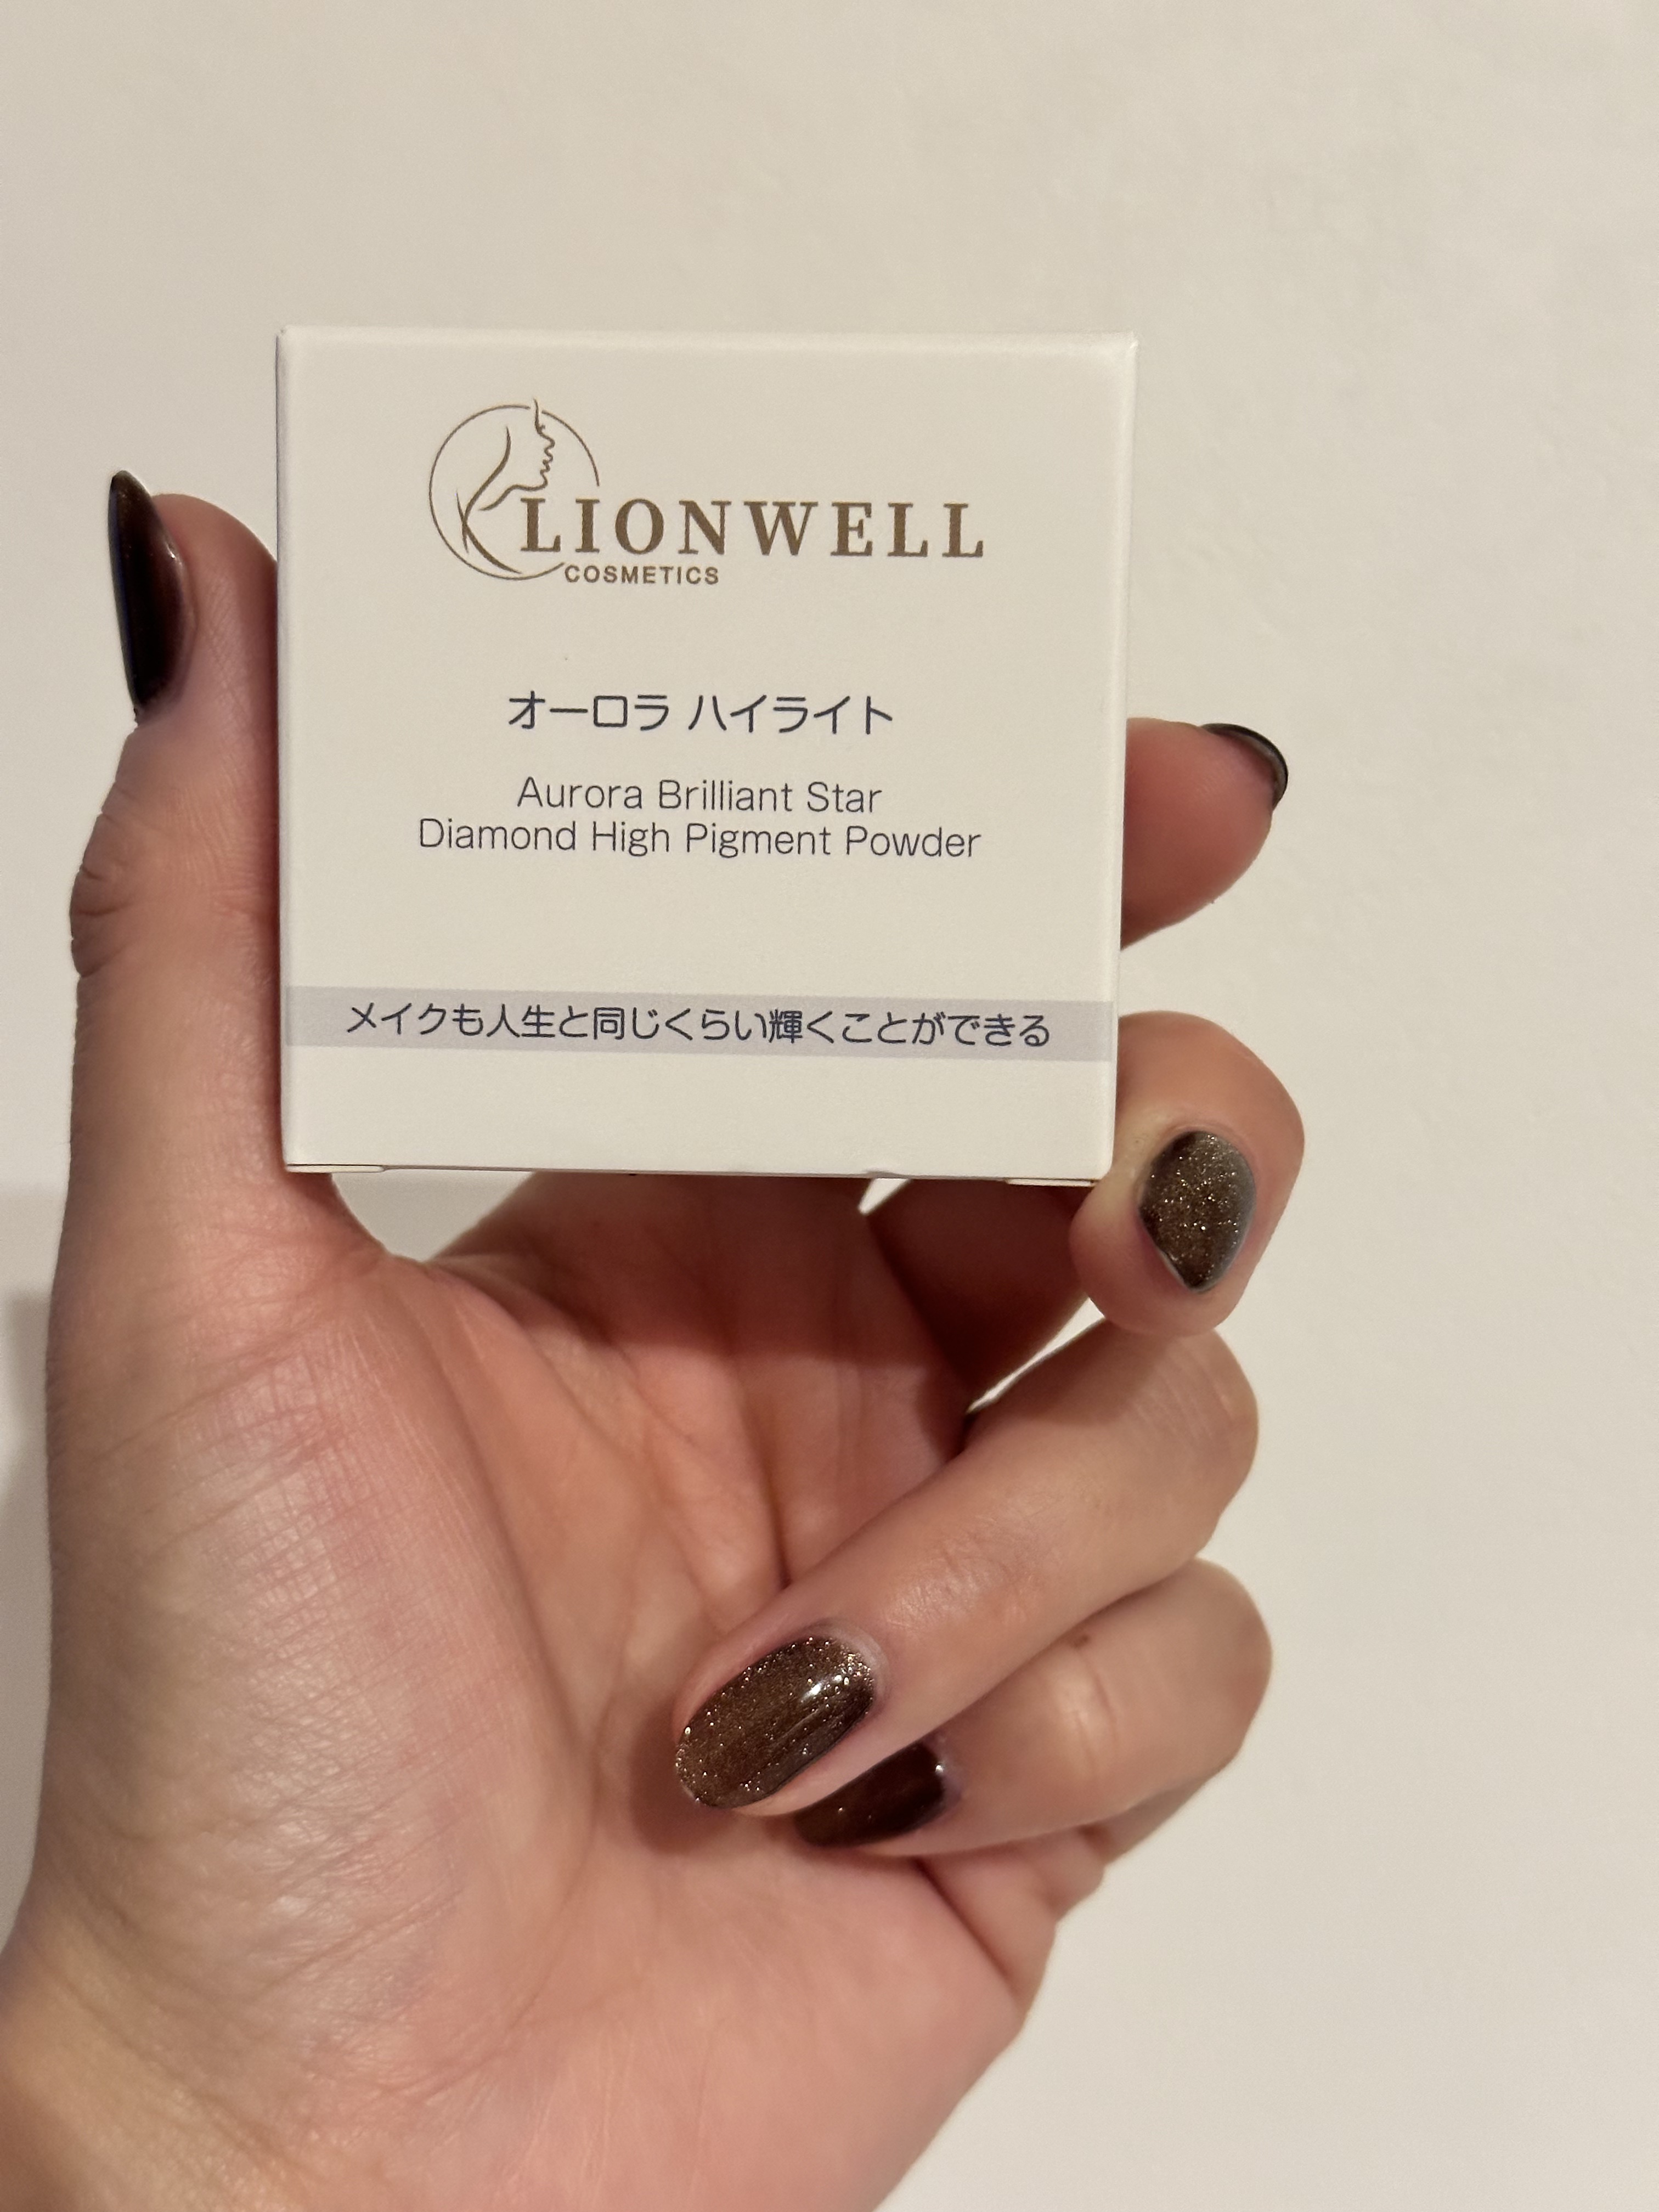 LIONWELL
COSMETICS
オーロラ ハイライト
Aurora Brilliant Star
Diamond High Pigment Powder
メイクも人生と同じくらい輝くことができる